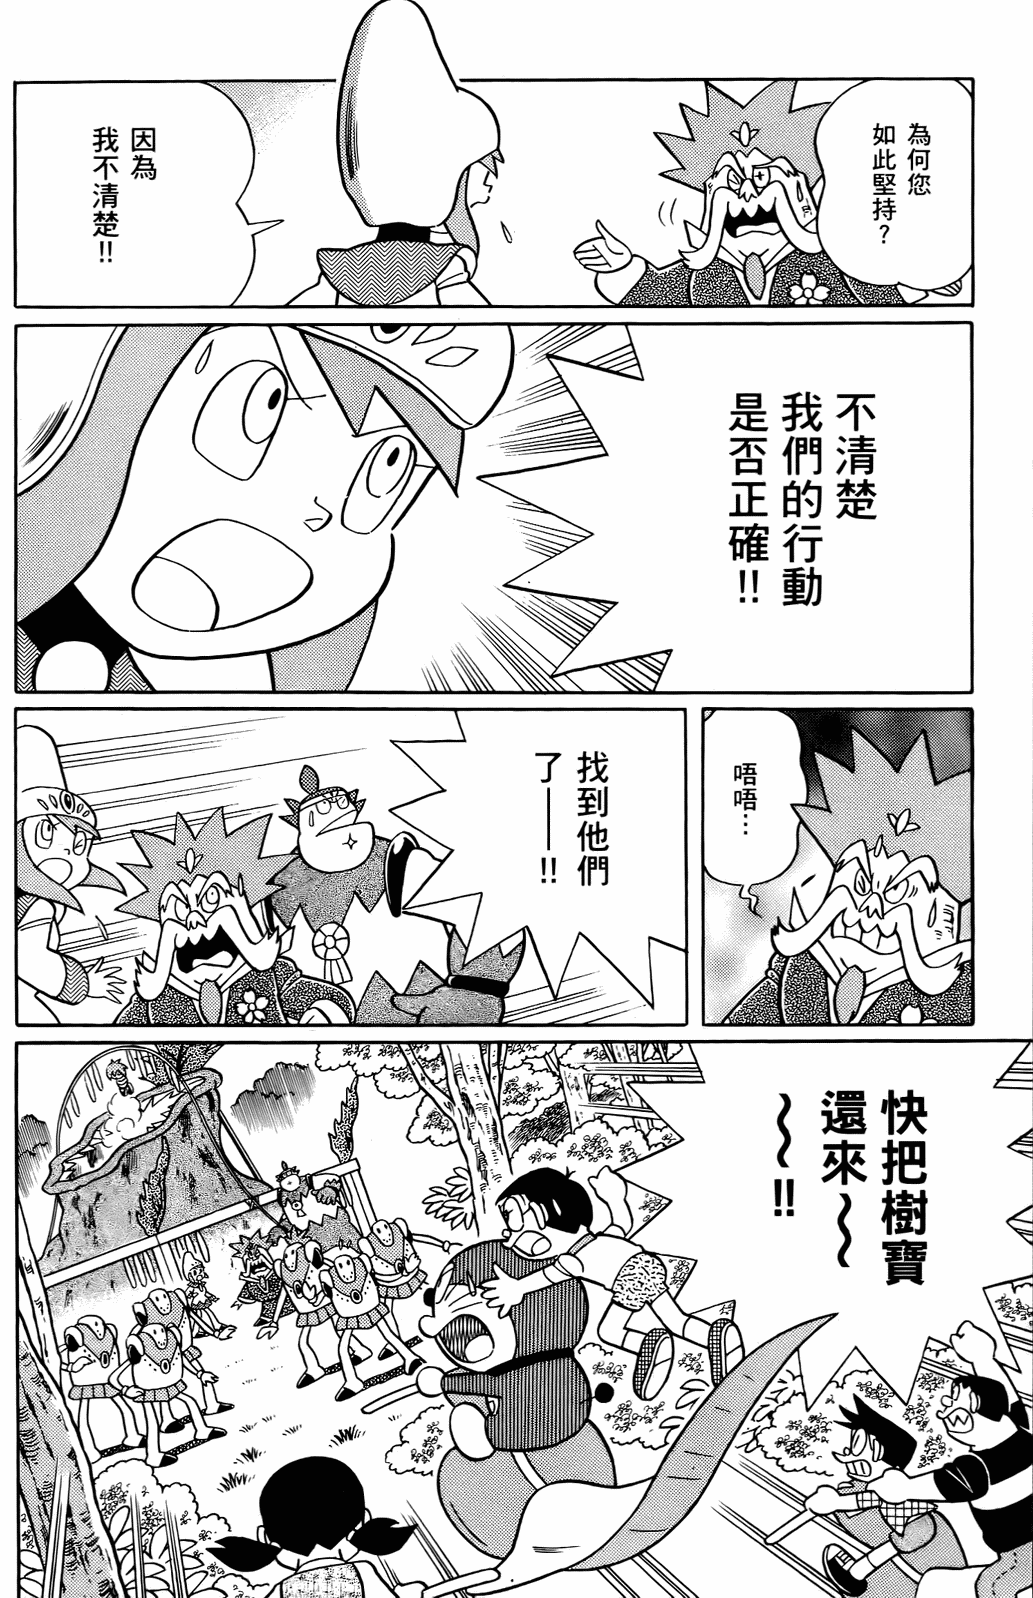 為何您
如此堅持?
因為
我不清楚!!
不清楚
我們的行動
是否正確!!
唔唔…
找到他們
了——!!
快把樹寶
還來～
～!!